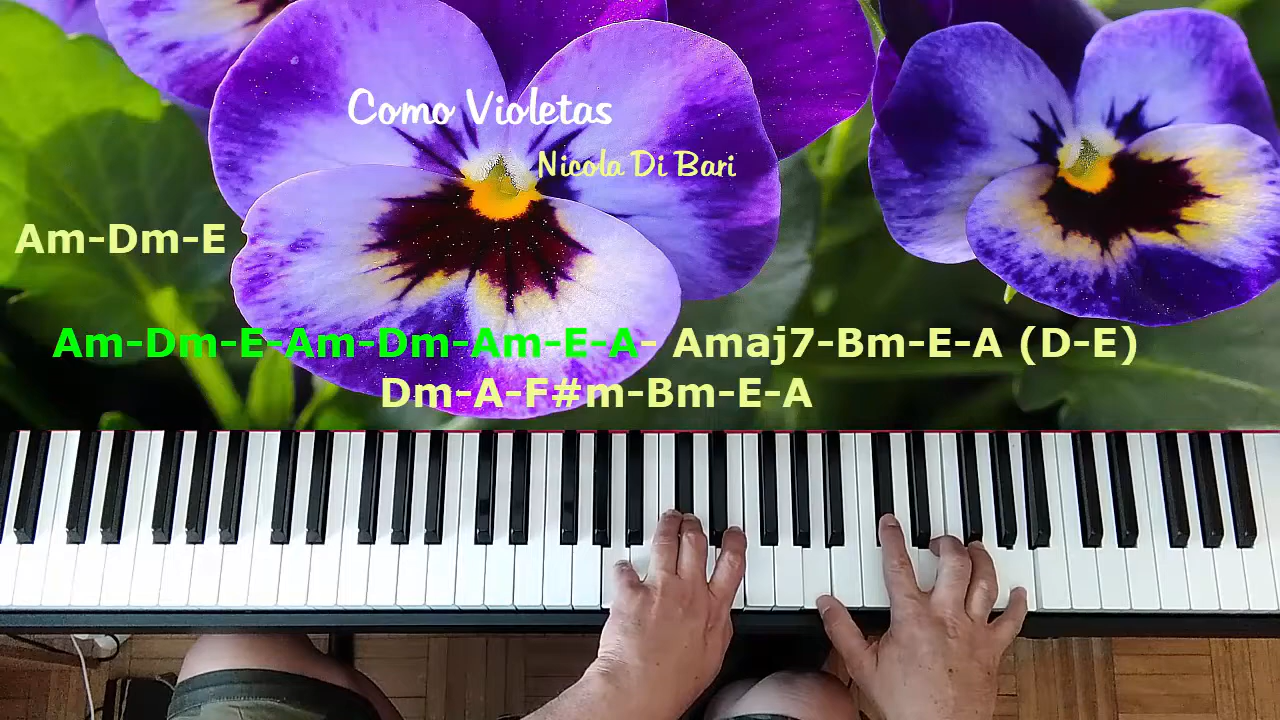 Como Violetas
Nicola Di Bari
Am-Dm-E
Am-Dm-E-Am-Dm-Am-E-A- Amaj7-Bm-E-A (D-E)
Dm-A-F#m-Bm-E-A